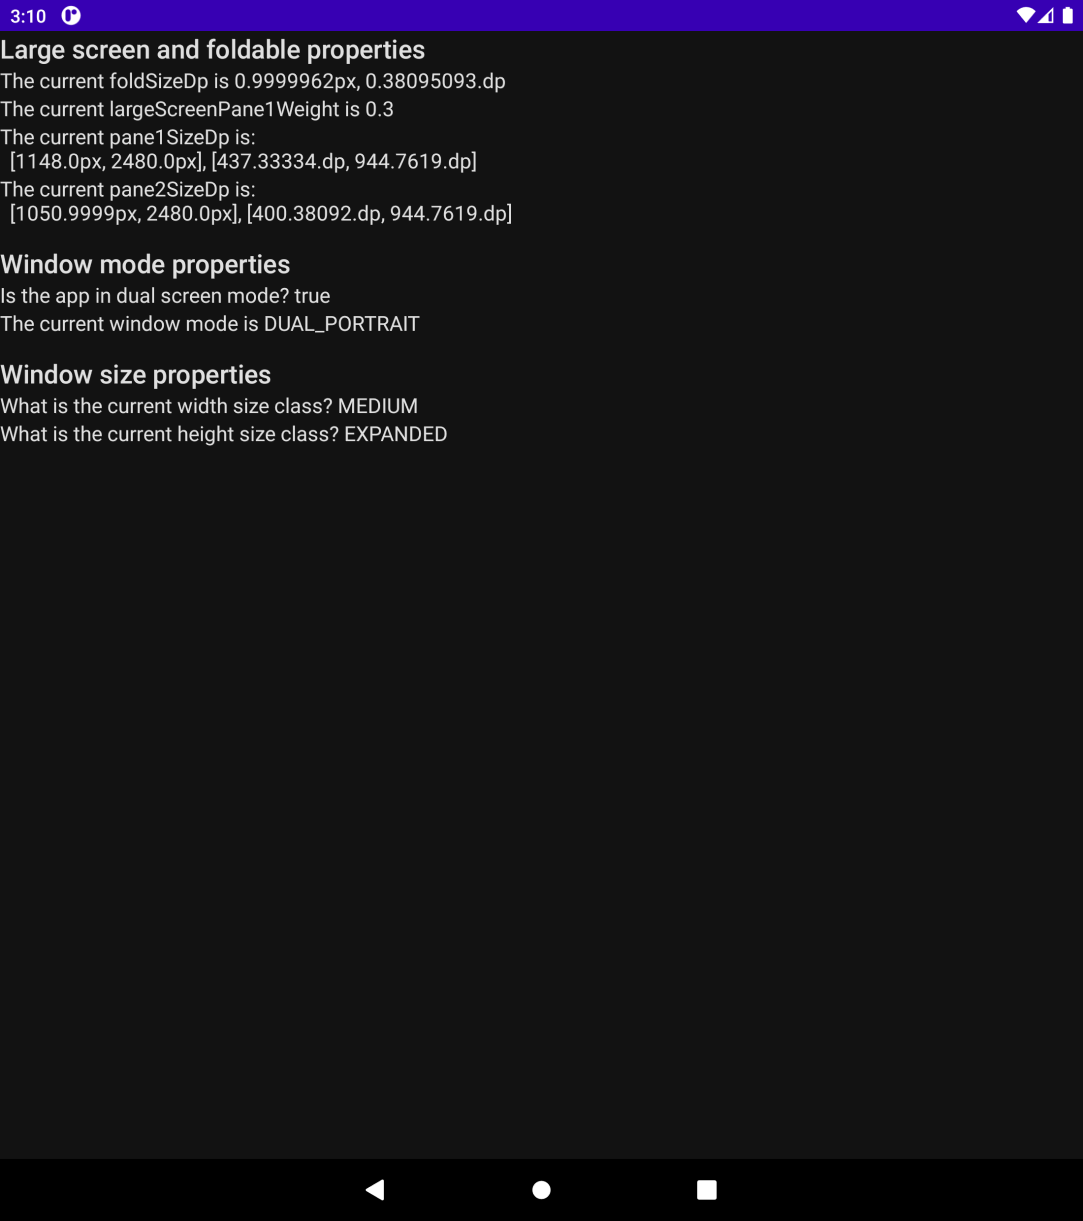 3:10
Large screen and foldable properties
The current foldSizeDp is 0.9999962px, 0.38095093.dp
The current largeScreenPane1Weight is 0.3
The current pane1SizeDp is:
[1148.0px, 2480.0px], [437.33334.dp, 944.7619.dp]
The current pane2SizeDp is:
[1050.9999px, 2480.0px], [400.38092.dp, 944.7619.dp]
Window mode properties
Is the app in dual screen mode? true
The current window mode is DUAL_PORTRAIT
Window size properties
What is the current width size class? MEDIUM
What is the current height size class? EXPANDED